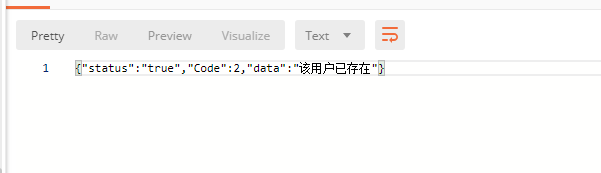 Pretty Raw Preview Visualize Text
1 {"status":"true","Code":2,"data":"该用户已存在"}